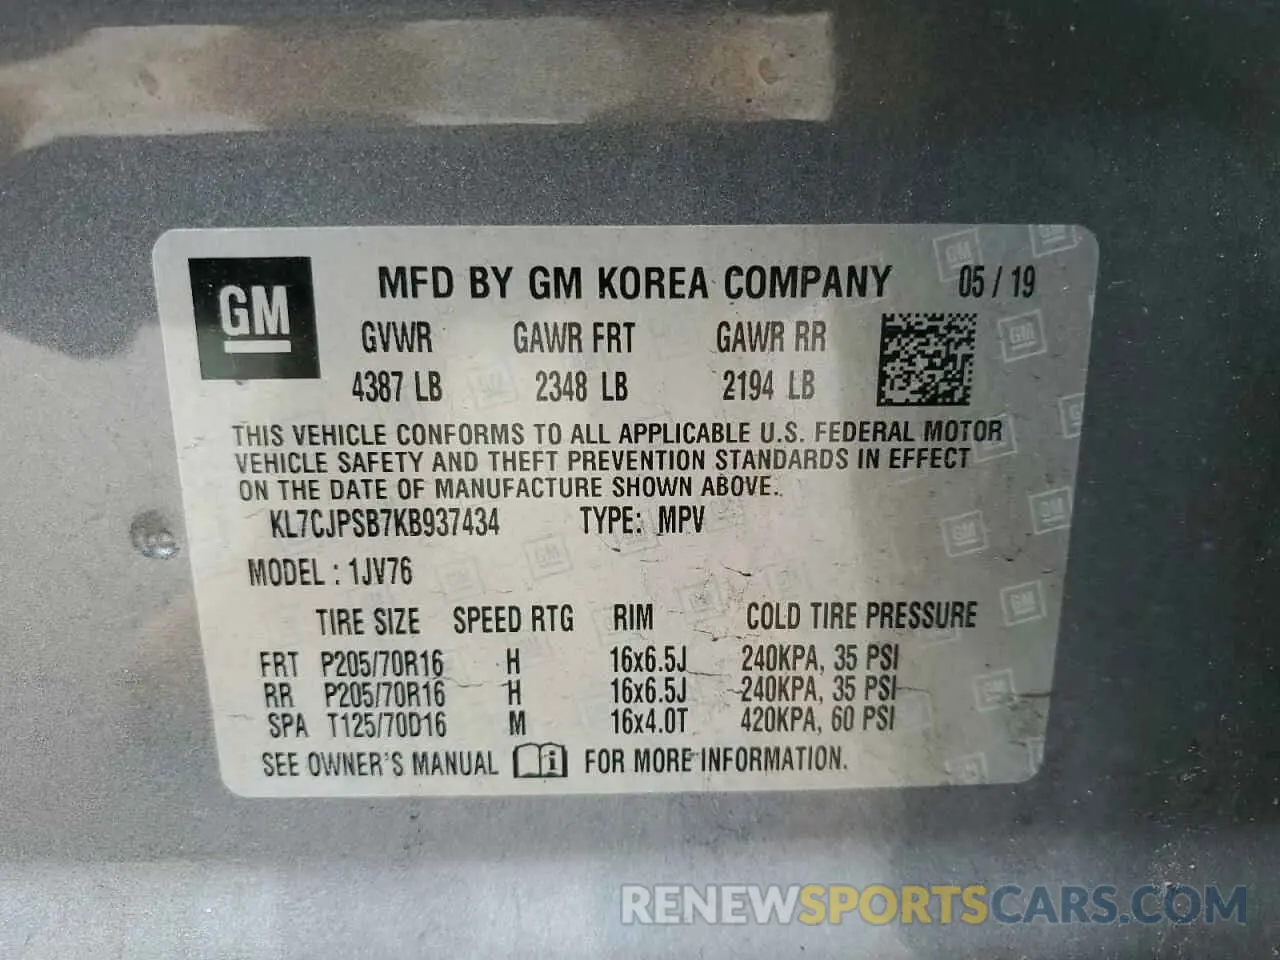 GM
MFD BY GM KOREA COMPANY 05 / 19
GVWR GAWR FRT GAWR RR
4387 LB 2348 LB 2194 LB
THIS VEHICLE CONFORMS TO ALL APPLICABLE U.S. FEDERAL MOTOR
VEHICLE SAFETY AND THEFT PREVENTION STANDARDS IN EFFECT
ON THE DATE OF MANUFACTURE SHOWN ABOVE.
KL7CJPSB7KB937434 TYPE: MPV
MODEL : 1JV76
TIRE SIZE SPEED RTG RIM COLD TIRE PRESSURE
FRT P205/70R16 H 16x6.5J 240KPA, 35 PSI
RR P205/70R16 H 16x6.5J 240KPA, 35 PSI
SPA T125/70D16 M 16x4.0T 420KPA, 60 PSI
SEE OWNER'S MANUAL i FOR MORE INFORMATION.
RENEWSPORTSCARS.COM